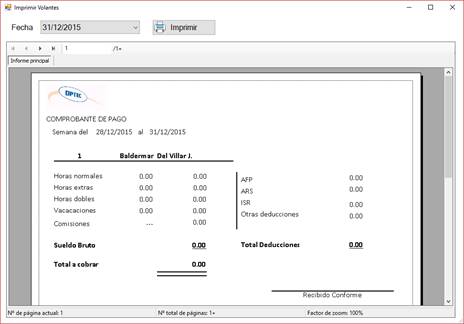 Imprimir Volantes
Fecha 31/12/2015 Imprimir
1 /1+
Informe principal
OPTEC
COMPROBANTE DE PAGO
Semana del 28/12/2015 al 31/12/2015
1 Baldermar Del Villar J.
Horas normales 0.00 0.00 AFP 0.00
Horas extras 0.00 0.00 ARS 0.00
Horas dobles 0.00 0.00 ISR 0.00
Vacacaciones 0.00 0.00 Otras deducciones 0.00
Comisiones ... 0.00
Sueldo Bruto 0.00 Total Deducciones 0.00
Total a cobrar 0.00
Recibido Conforme
Nº de página actual: 1 Nº total de páginas: 1+ Factor de zoom: 100%